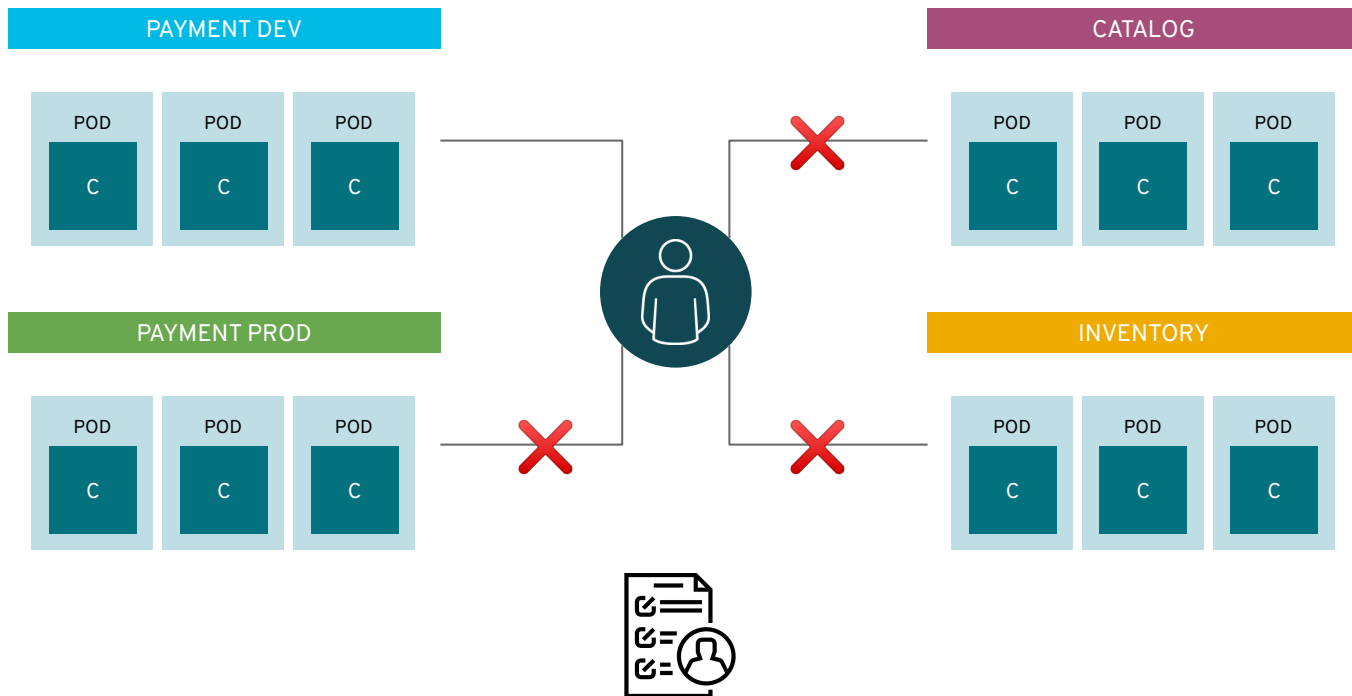 PAYMENT DEV
POD POD POD
C C C
CATALOG
POD POD POD
C C C
PAYMENT PROD
POD POD POD
C C C
INVENTORY
POD POD POD
C C C